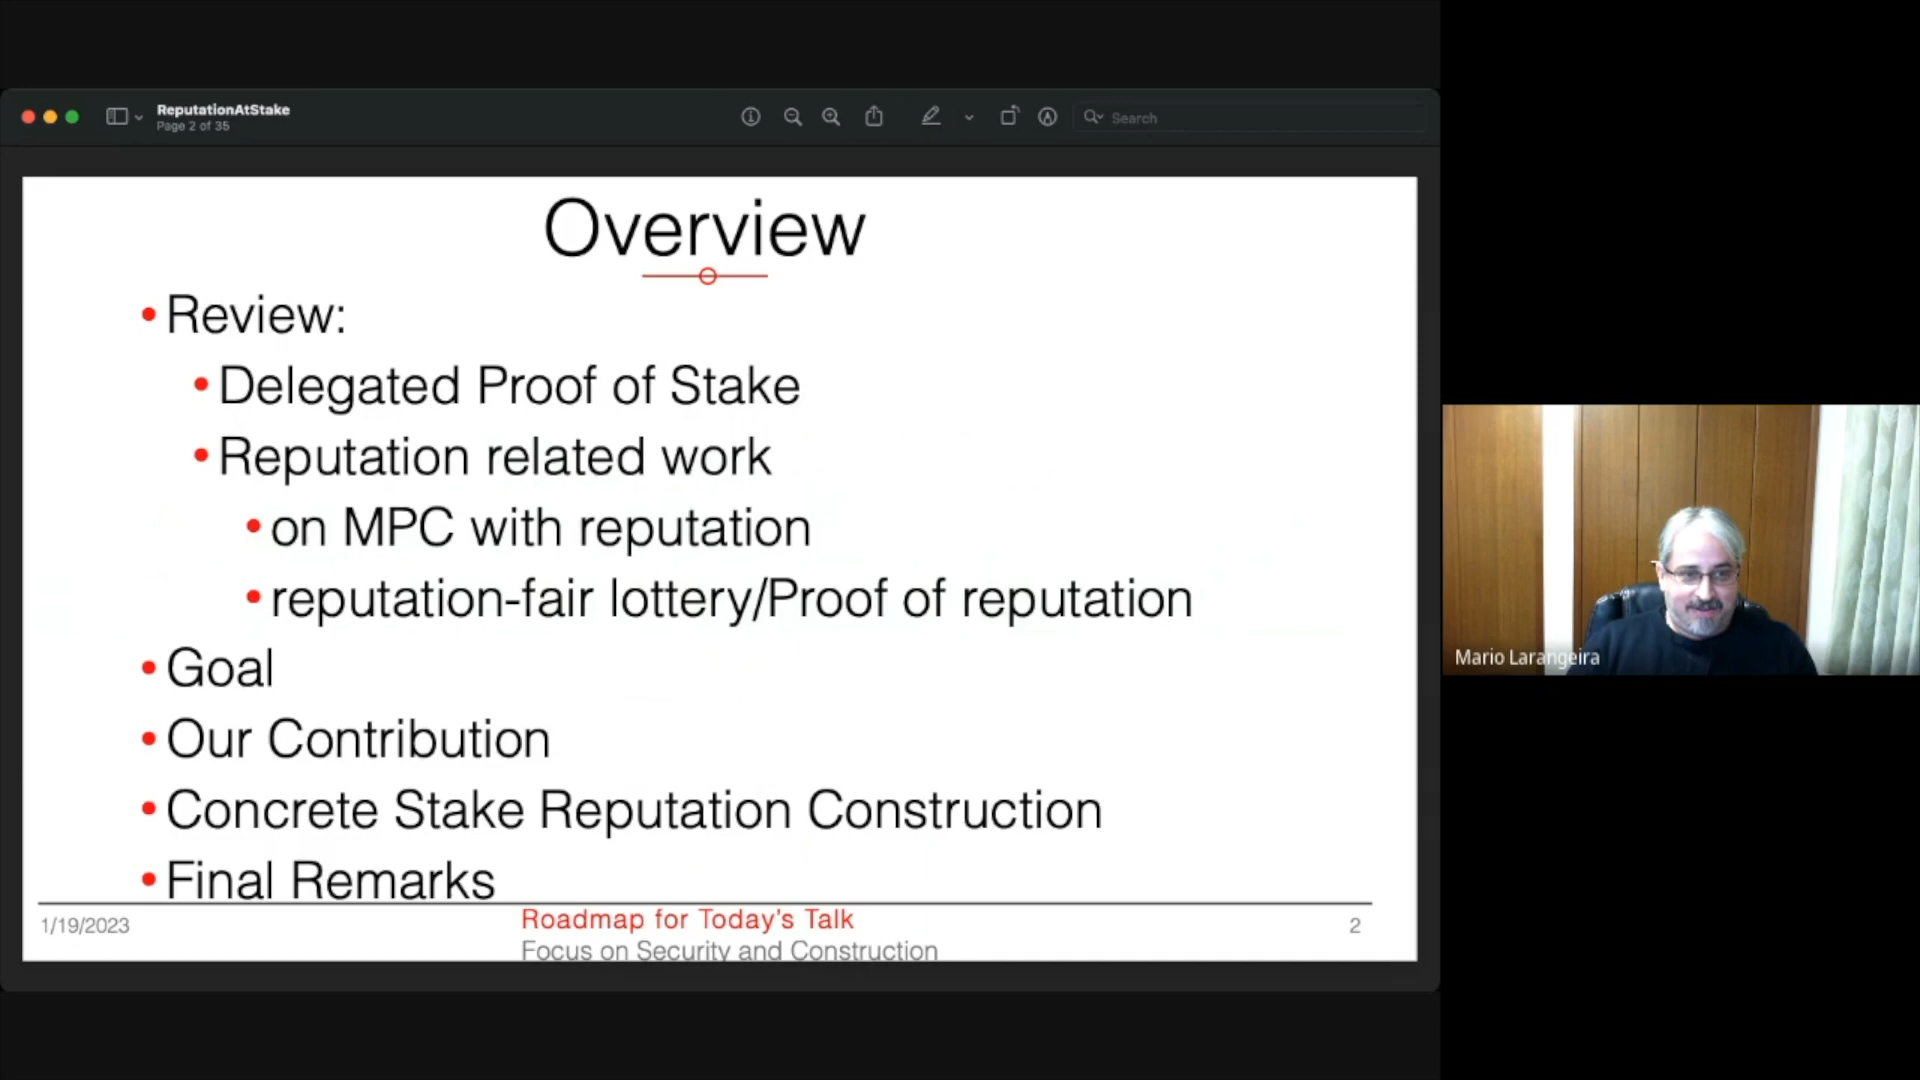 ReputationAtStake
Page 2 of 35
Search
Overview
• Review:
• Delegated Proof of Stake
• Reputation related work
• on MPC with reputation
• reputation-fair lottery/Proof of reputation
• Goal
• Our Contribution
• Concrete Stake Reputation Construction
• Final Remarks
1/19/2023
Roadmap for Today's Talk
2
Focus on Security and Construction
Mario Larangeira